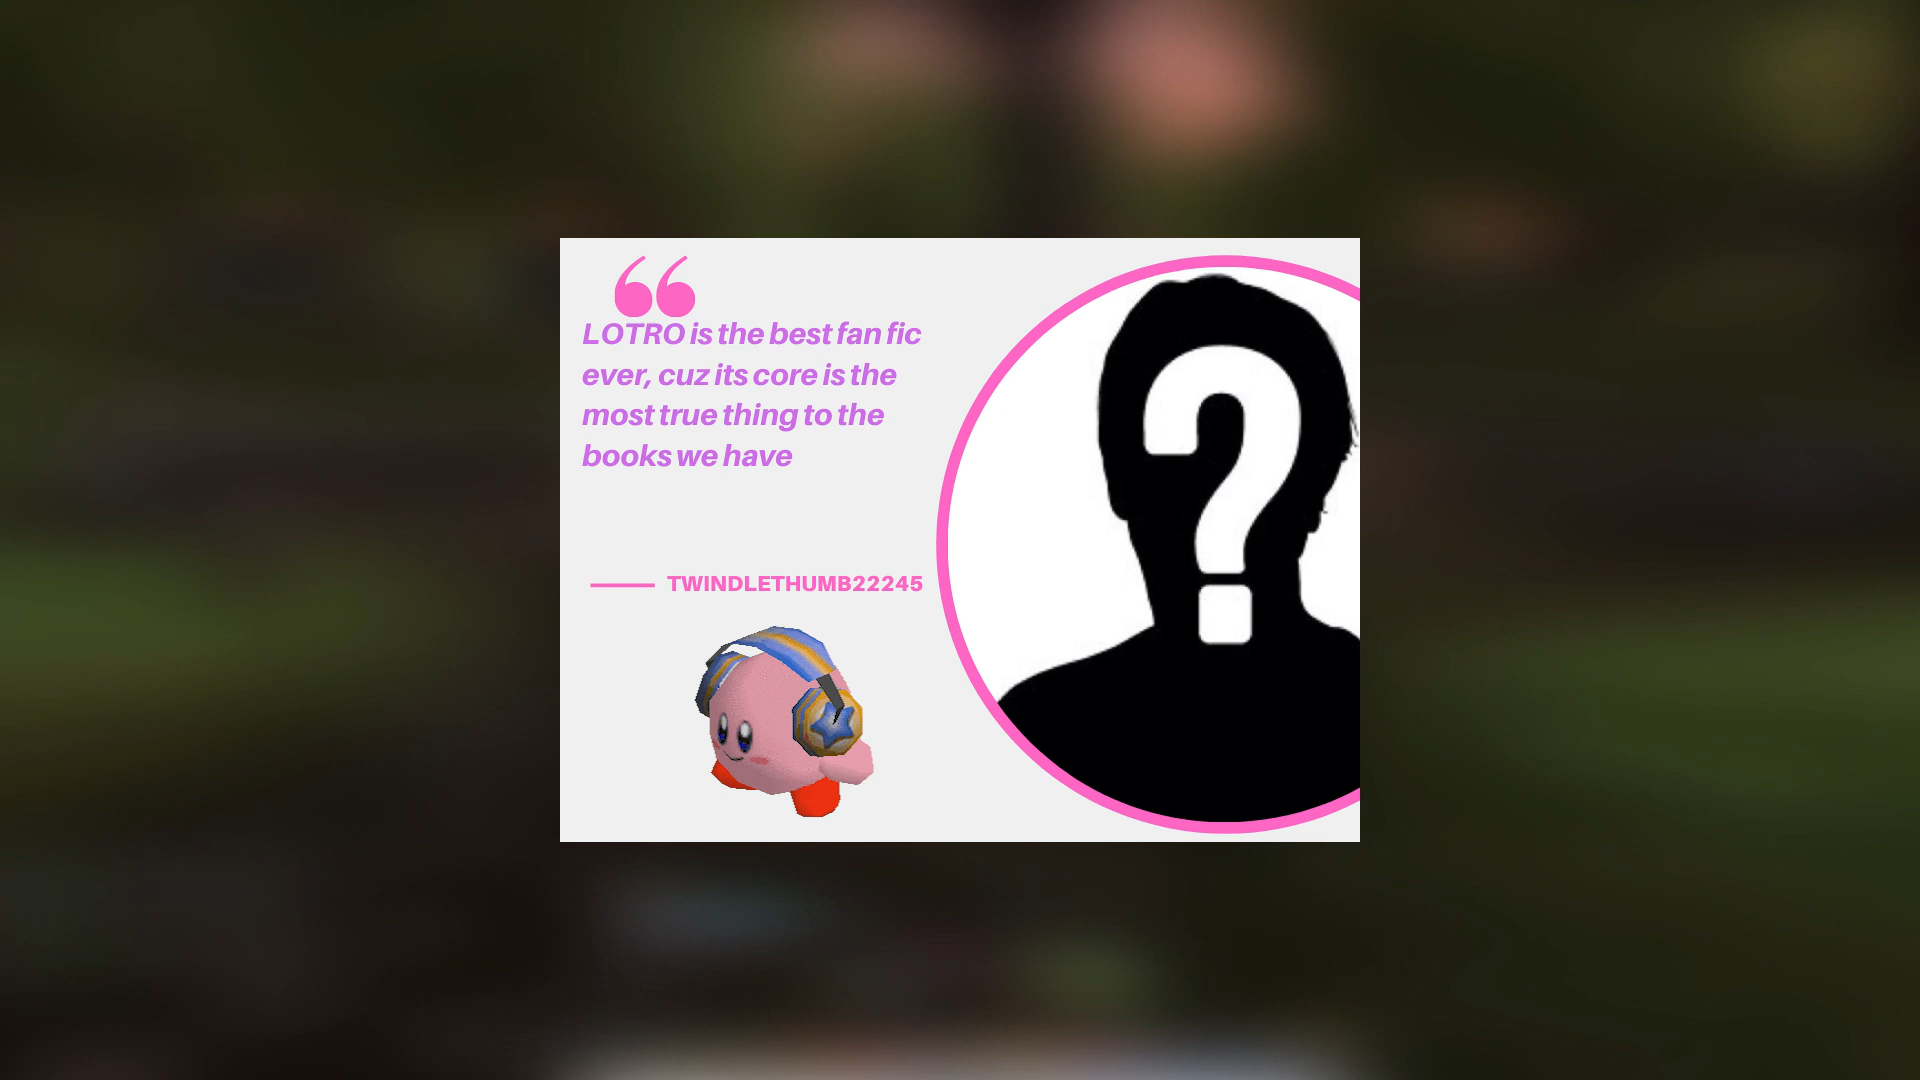 LOTRO is the best fan fic
ever, cuz its core is the
most true thing to the
books we have
TWINDLETHUMB22245